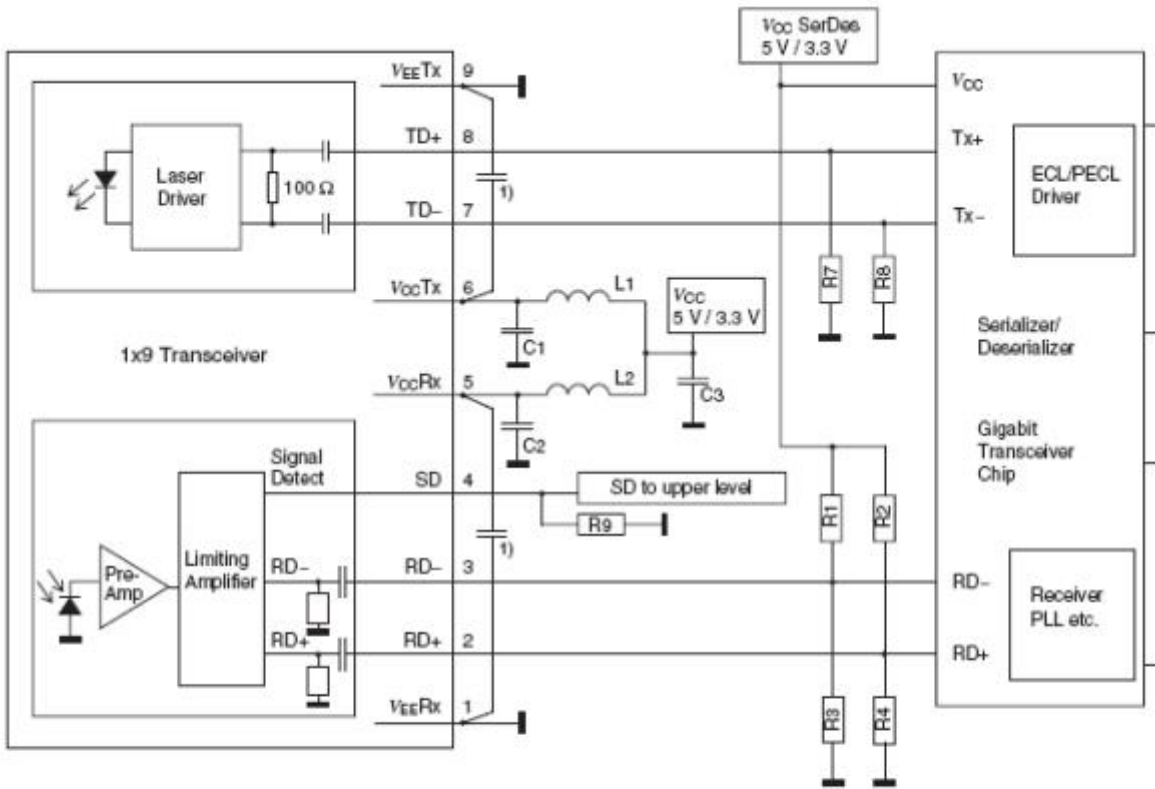 VCC SerDes
5 V / 3.3 V
VEETx 9
VCC
TD+ 8
Tx+
Laser
Driver
100 Ω
1)
ECL/PECL
Driver
TD− 7
Tx−
R7
R8
VCCTx 6
L1
VCC
5 V / 3.3 V
C1
Serializer/
Deserializer
1x9 Transceiver
VCCRx 5
L2
C3
C2
Gigabit
Transceiver
Chip
Signal
Detect
SD 4
SD to upper level
R9
R1
R2
1)
Pre-
Amp
Limiting
Amplifier
RD−
RD− 3
RD−
Receiver
PLL etc.
RD+
RD+ 2
RD+
VEERx 1
R3
R4